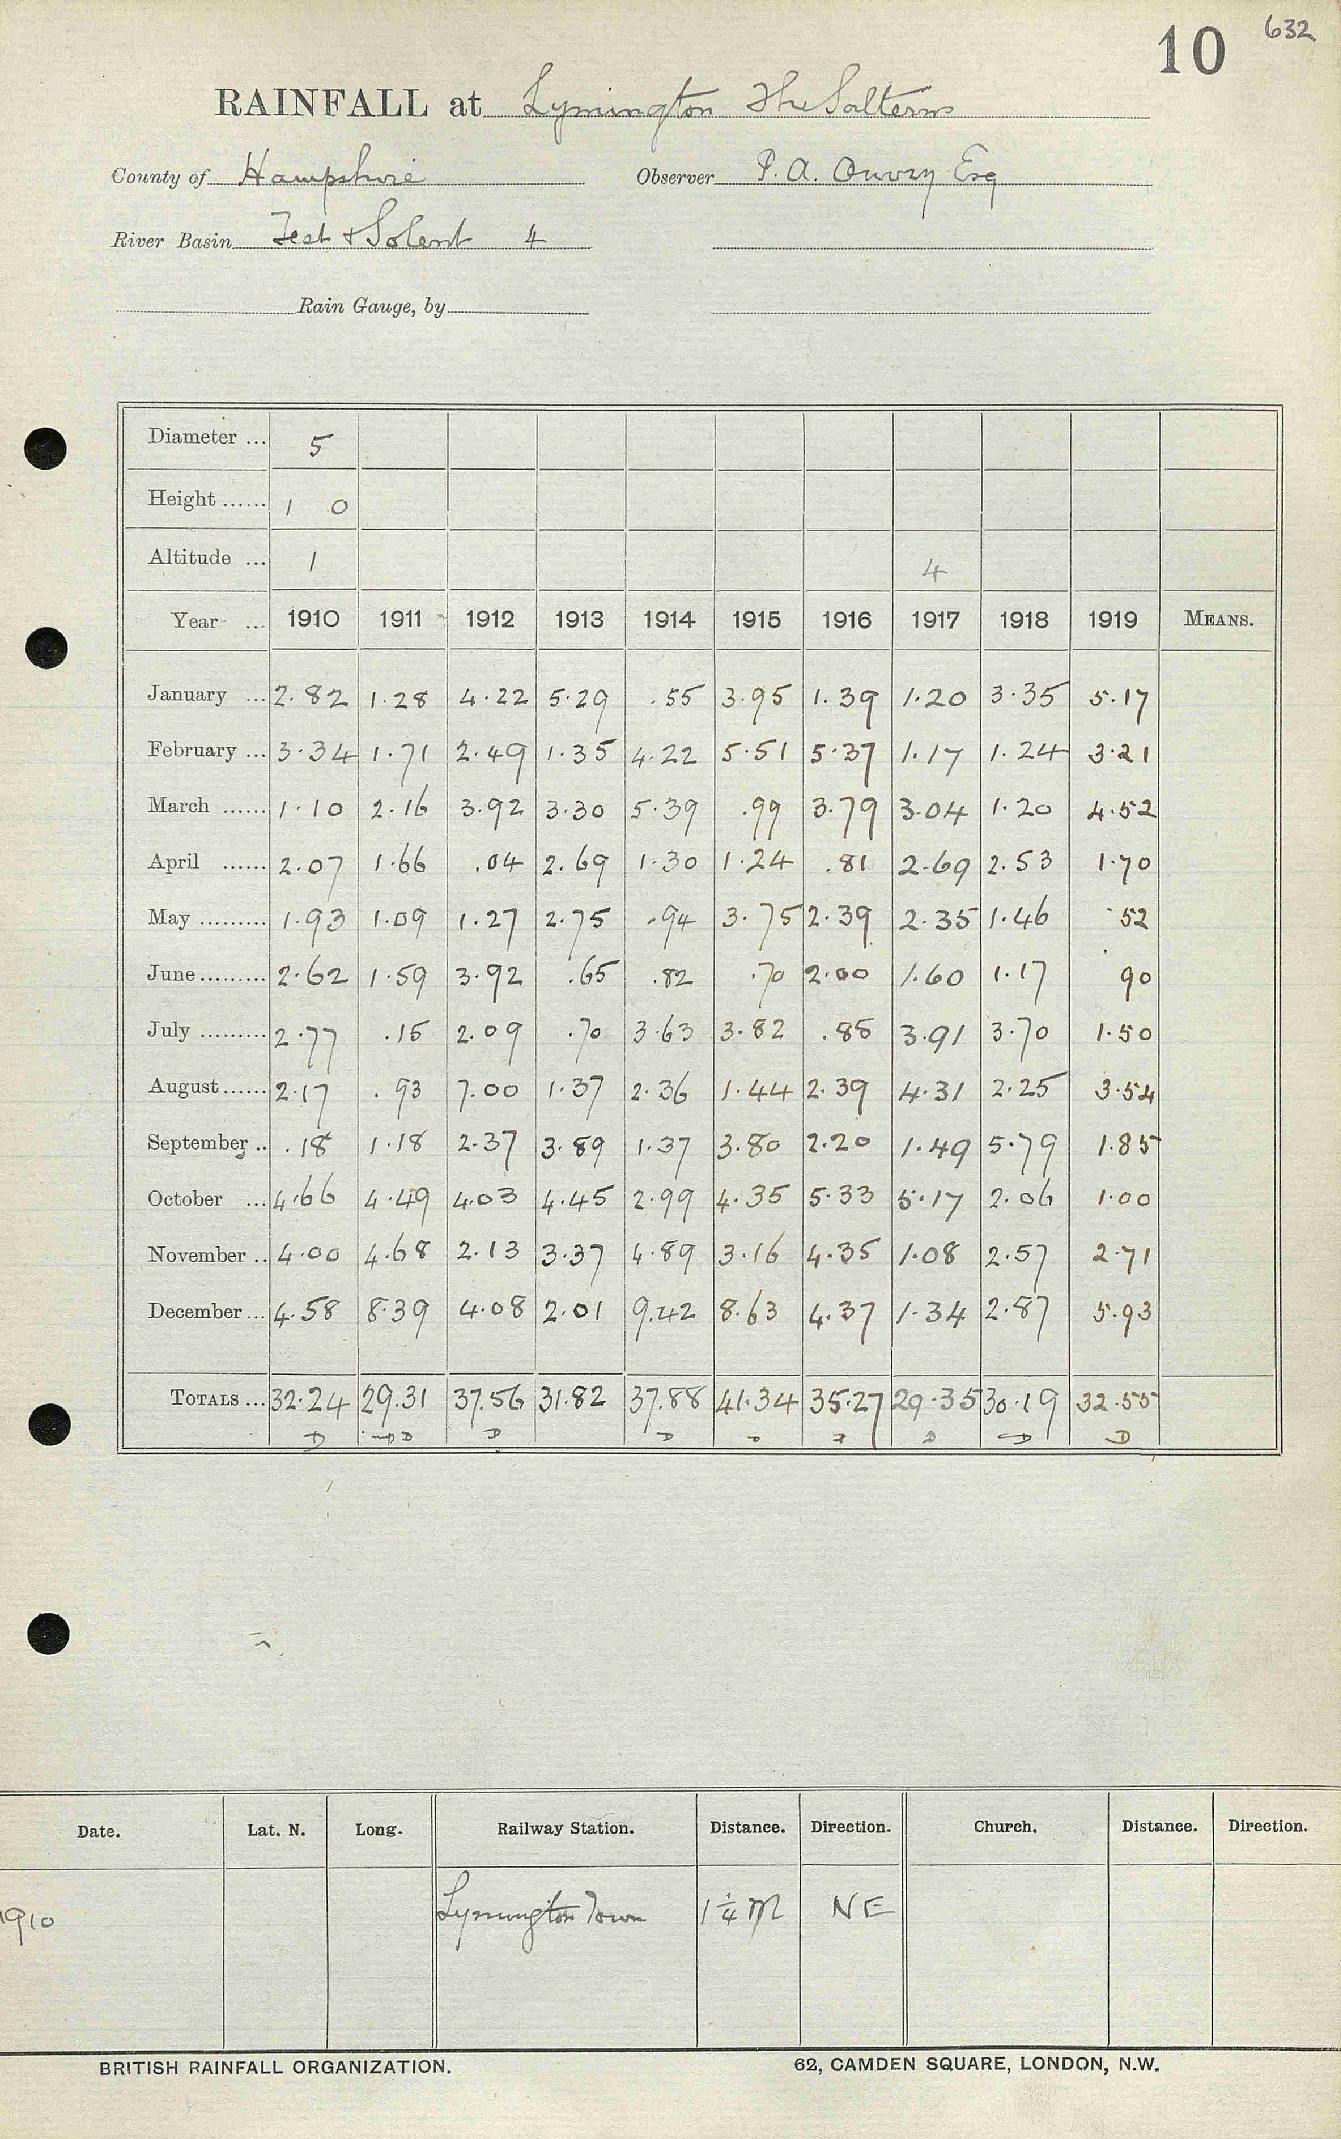 10 632
RAINFALL at Lymington The Salterns
County of Hampshire Observer P. A. Ouvry Esq
River Basin Test & Solent 4
Rain Gauge, by
Diameter ... 5
Height ...... 1 0
Altitude ... 1 4
Year ... 1910 1911 1912 1913 1914 1915 1916 1917 1918 1919 MEANS.
January ... 2.82 1.28 4.22 5.29 .55 3.95 1.39 1.20 3.35 5.17
February ... 3.34 1.71 2.49 1.35 4.22 5.51 5.37 1.17 1.24 3.21
March ...... 1.10 2.16 3.92 3.30 5.39 .99 3.79 3.04 1.20 4.52
April ...... 2.07 1.66 .04 2.69 1.30 1.24 .81 2.69 2.53 1.70
May ......... 1.93 1.09 1.27 2.75 .94 3.75 2.39 2.35 1.46 .52
June ......... 2.62 1.59 3.92 .65 .82 .70 2.00 1.60 1.17 .90
July ......... 2.77 .15 2.09 .70 3.63 3.82 .88 3.91 3.70 1.50
August ...... 2.17 .93 7.00 1.37 2.36 1.44 2.39 4.31 2.25 3.54
September .. .18 1.18 2.37 3.89 1.37 3.80 2.20 1.49 5.79 1.85
October ... 4.66 4.49 4.03 4.45 2.99 4.35 5.33 5.17 2.06 1.00
November .. 4.00 4.68 2.13 3.37 4.89 3.16 4.35 1.08 2.57 2.71
December ... 4.58 8.39 4.08 2.01 9.42 8.63 4.37 1.34 2.87 5.93
TOTALS ... 32.24 29.31 37.56 31.82 37.88 41.34 35.27 29.35 30.19 32.55
D D D D D D D D
Date. Lat. N. Long. Railway Station. Distance. Direction. Church. Distance. Direction.
1910 Lymington Town 1 1/4 M NE
BRITISH RAINFALL ORGANIZATION. 62, CAMDEN SQUARE, LONDON, N.W.